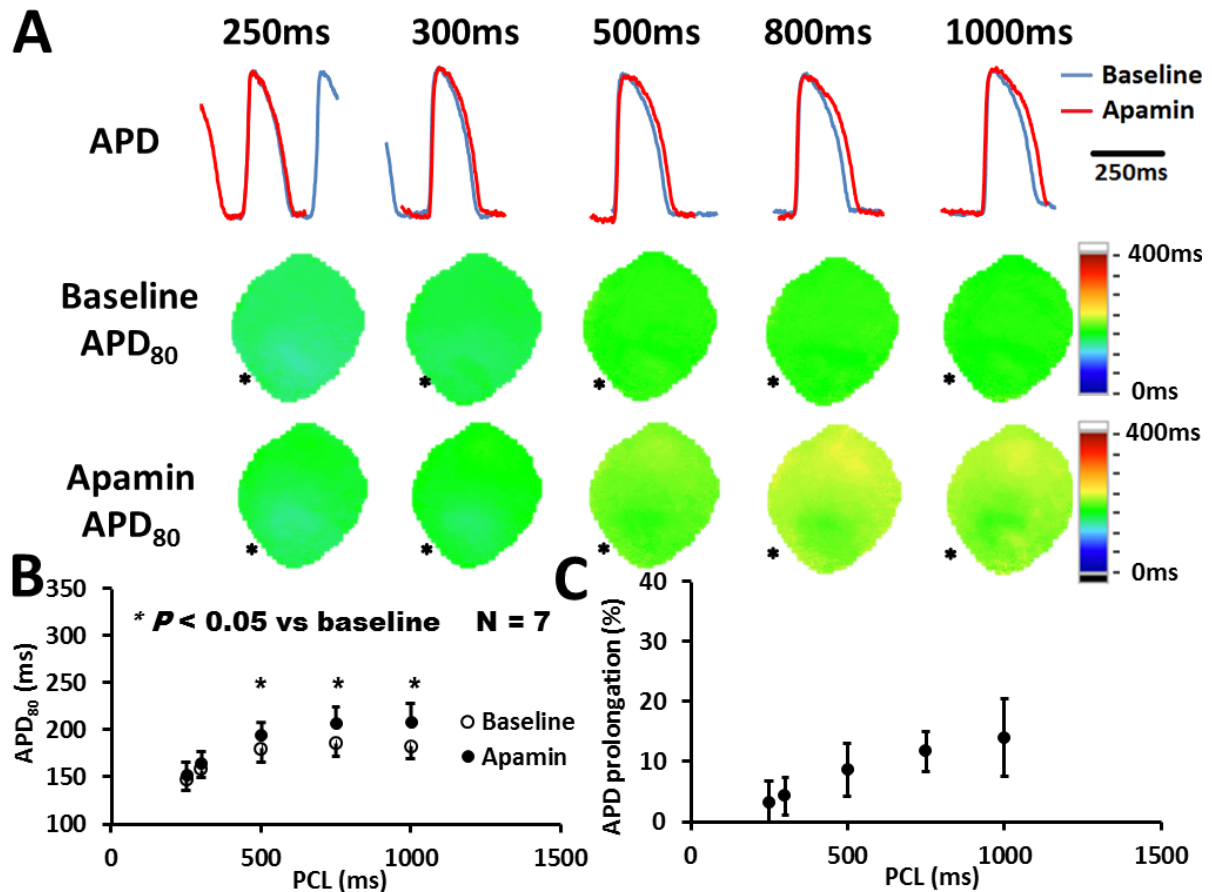 A
250ms 300ms 500ms 800ms 1000ms
Baseline
Apamin
250ms
APD
Baseline
APD80
* * * * *
400ms
0ms
Apamin
APD80
* * * * *
400ms
0ms
B
* P < 0.05 vs baseline N = 7
APD80 (ms)
350
300
250
200
150
100
* * *
Baseline
Apamin
0 500 1000 1500
PCL (ms)
C
APD prolongation (%)
40
30
20
10
0
0 500 1000 1500
PCL (ms)